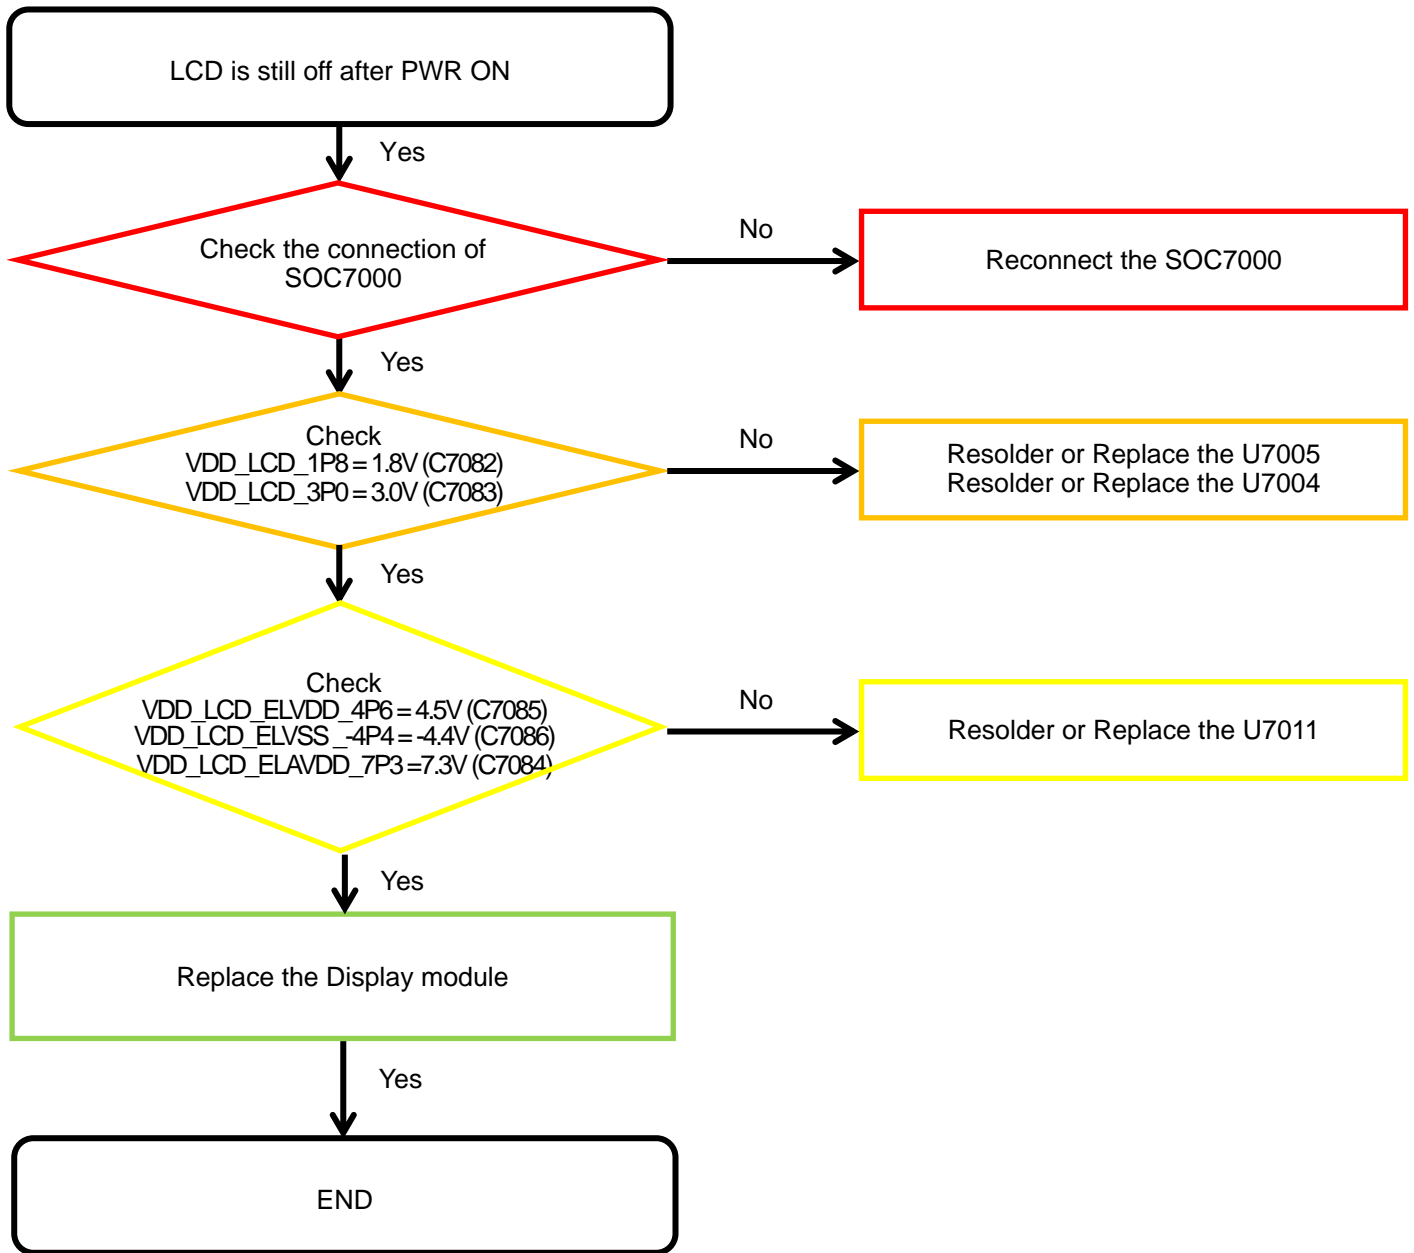 LCD is still off after PWR ON
Yes
Check the connection of
SOC7000
No
Reconnect the SOC7000
Yes
Check
VDD_LCD_1P8 = 1.8V (C7082)
VDD_LCD_3P0 = 3.0V (C7083)
No
Resolder or Replace the U7005
Resolder or Replace the U7004
Yes
Check
VDD_LCD_ELVDD_4P6 = 4.5V (C7085)
VDD_LCD_ELVSS _-4P4 = -4.4V (C7086)
VDD_LCD_ELAVDD_7P3 =7.3V (C7084)
No
Resolder or Replace the U7011
Yes
Replace the Display module
Yes
END